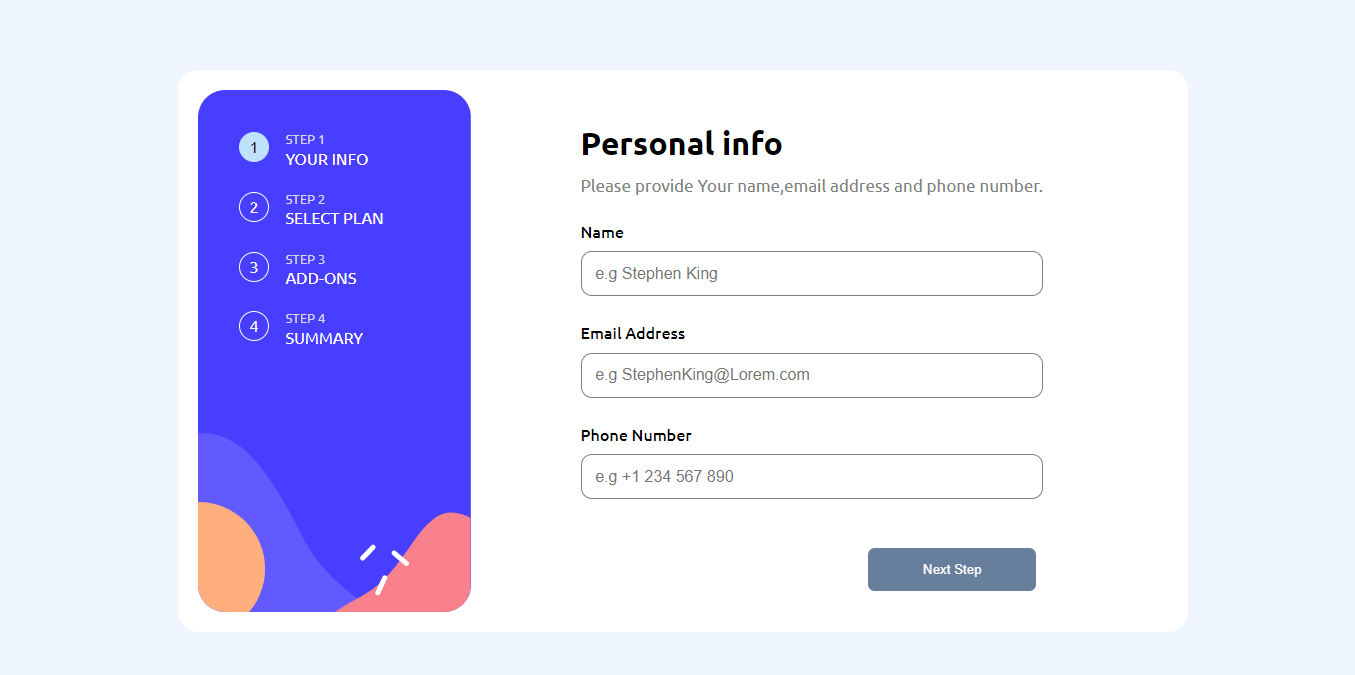 1
STEP 1
YOUR INFO
2
STEP 2
SELECT PLAN
3
STEP 3
ADD-ONS
4
STEP 4
SUMMARY
Personal info
Please provide Your name,email address and phone number.
Name
e.g Stephen King
Email Address
e.g StephenKing@Lorem.com
Phone Number
e.g +1 234 567 890
Next Step